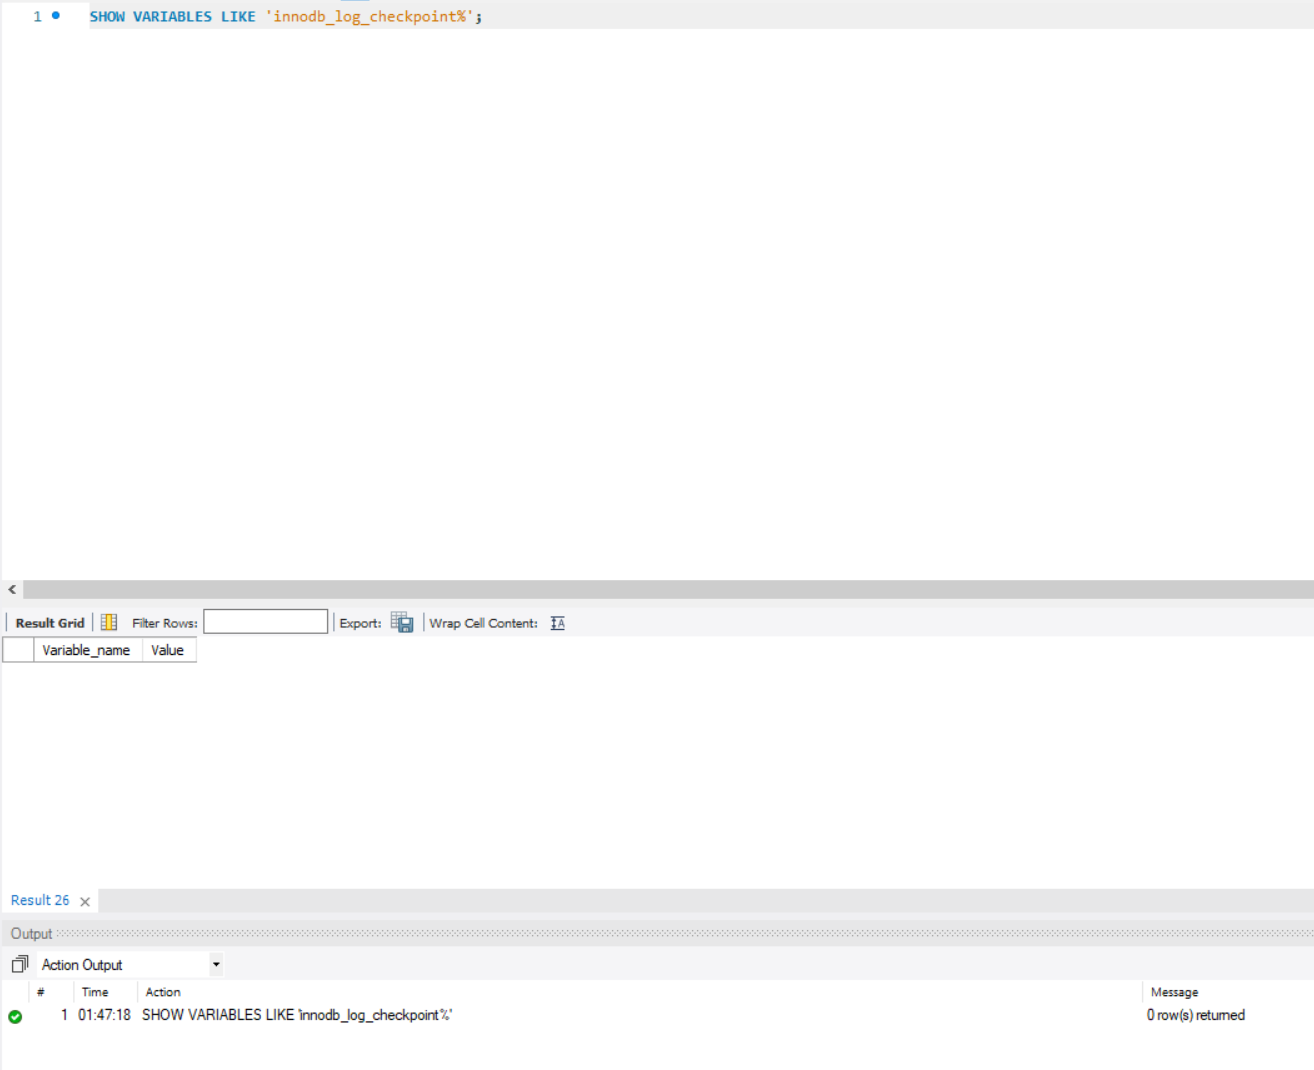 1 SHOW VARIABLES LIKE 'innodb_log_checkpoint%';
Result Grid Filter Rows: Export: Wrap Cell Content:
Variable_name Value
Result 26
Output
Action Output
# Time Action Message
1 01:47:18 SHOW VARIABLES LIKE 'innodb_log_checkpoint%' 0 row(s) returned